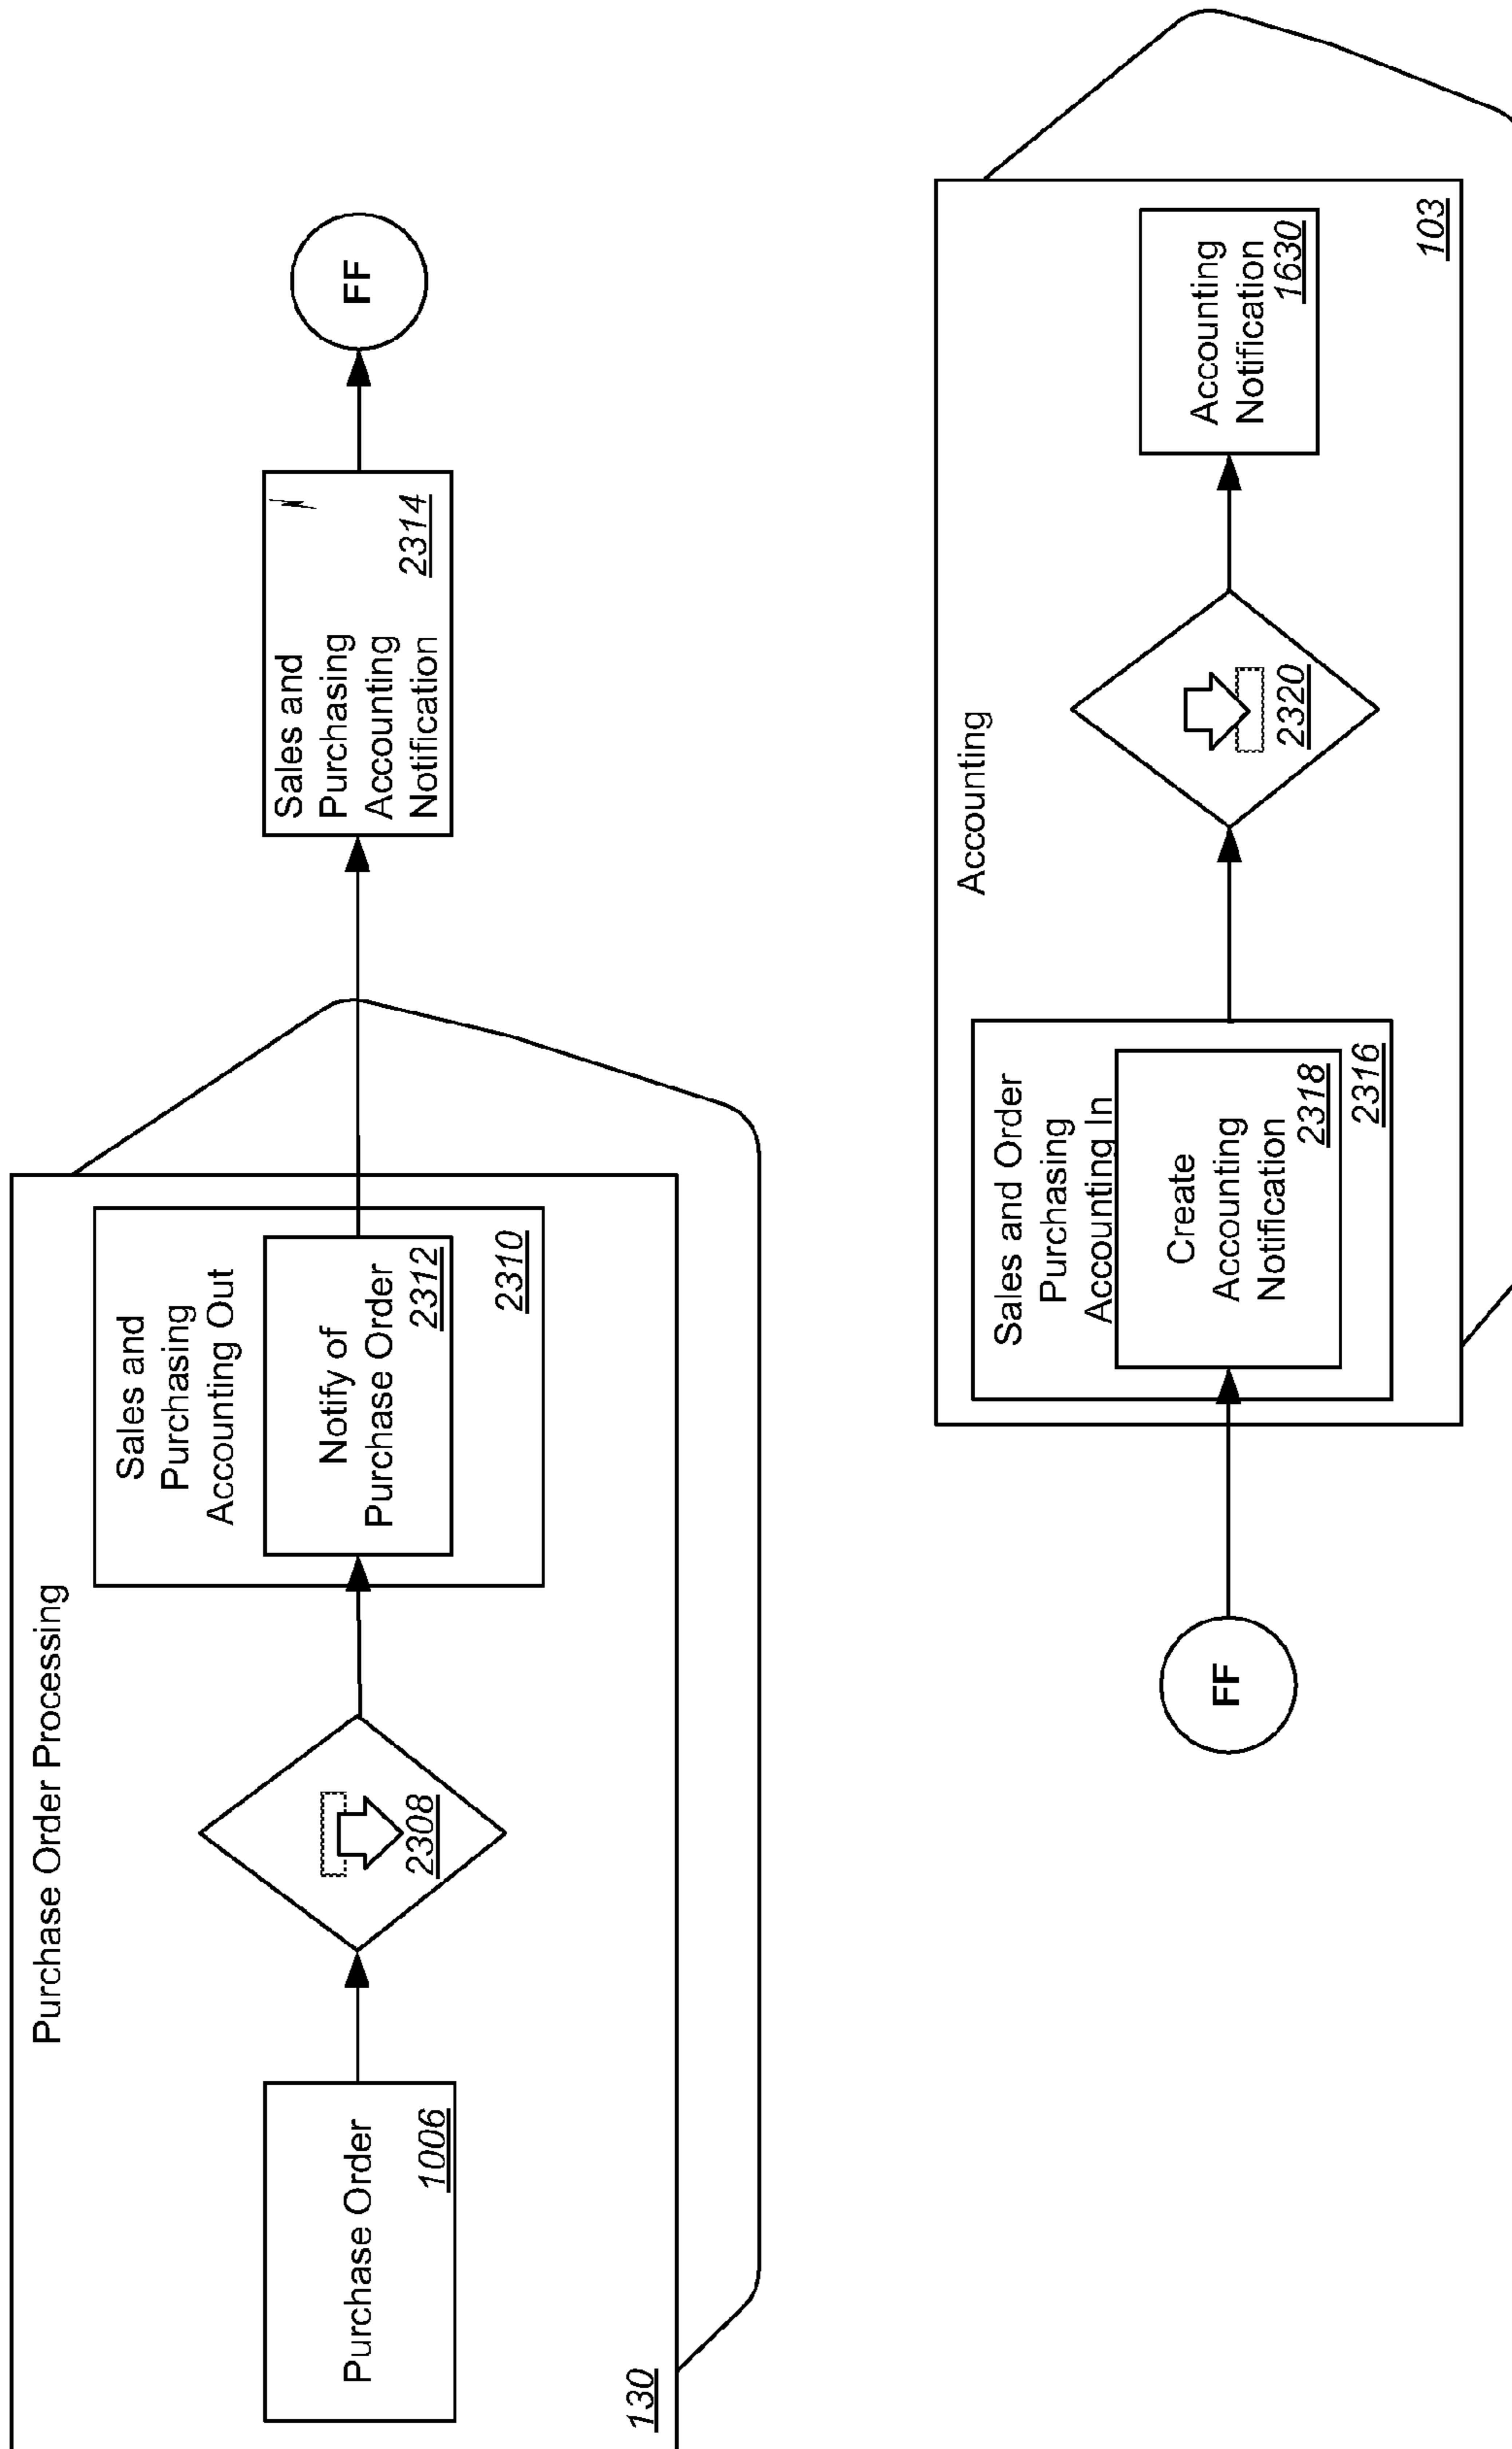 Purchase Order Processing
Purchase Order
1006
2308
Sales and
Purchasing
Accounting Out
Notify of
Purchase Order
2312
2310
130
Sales and
Purchasing
Accounting
Notification
2314
FF
FF
Accounting
Sales and Order
Purchasing
Accounting In
Create
Accounting
Notification
2318
2316
2320
Accounting
Notification
1630
103